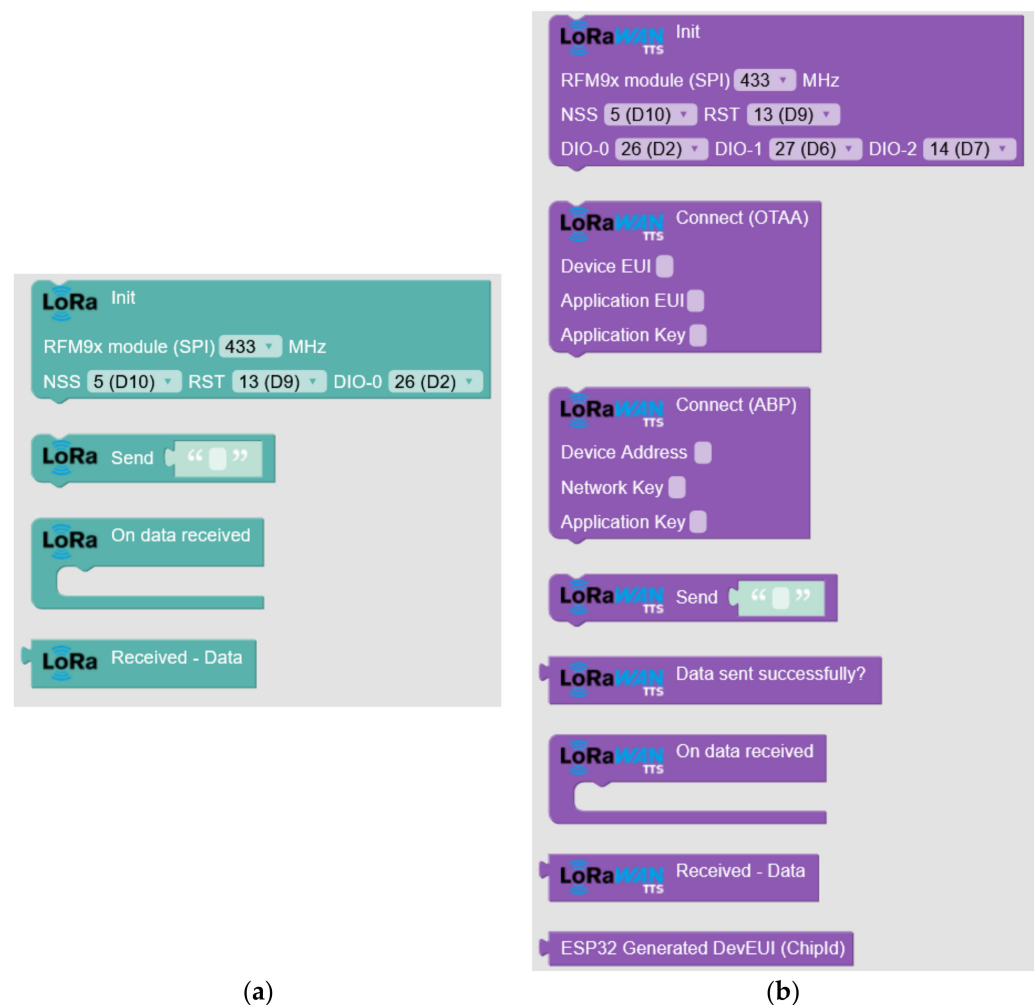 LoRa Init
RFM9x module (SPI) 433 MHz
NSS 5 (D10) RST 13 (D9) DIO-0 26 (D2)
LoRa Send “ ”
LoRa On data received
LoRa Received - Data
(a)
LoRaWAN TTS Init
RFM9x module (SPI) 433 MHz
NSS 5 (D10) RST 13 (D9)
DIO-0 26 (D2) DIO-1 27 (D6) DIO-2 14 (D7)
LoRaWAN TTS Connect (OTAA)
Device EUI
Application EUI
Application Key
LoRaWAN TTS Connect (ABP)
Device Address
Network Key
Application Key
LoRaWAN TTS Send “ ”
LoRaWAN TTS Data sent successfully?
LoRaWAN TTS On data received
LoRaWAN TTS Received - Data
ESP32 Generated DevEUI (ChipId)
(b)